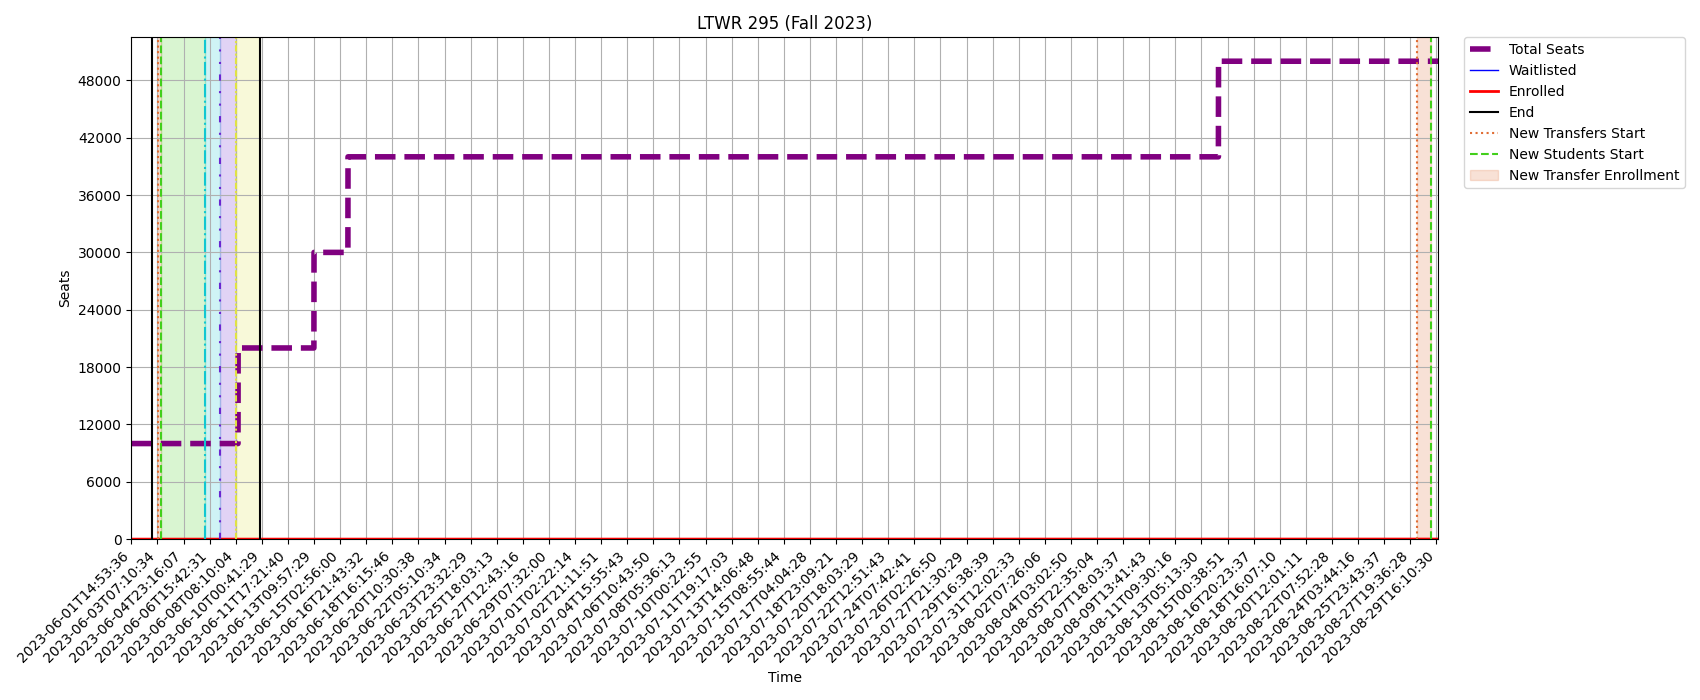 LTWR 295 (Fall 2023)
48000
42000
36000
30000
24000
18000
12000
6000
0
Seats
Total Seats
Waitlisted
Enrolled
End
New Transfers Start
New Students Start
New Transfer Enrollment
2023-06-01T14:53:36
2023-06-03T07:10:34
2023-06-04T23:16:07
2023-06-06T15:42:31
2023-06-08T08:10:04
2023-06-10T00:41:29
2023-06-11T17:21:40
2023-06-13T09:57:29
2023-06-15T02:56:00
2023-06-16T21:43:32
2023-06-18T16:15:46
2023-06-20T10:30:38
2023-06-22T05:10:34
2023-06-23T23:32:29
2023-06-25T18:03:13
2023-06-27T12:43:16
2023-06-29T07:32:00
2023-07-01T02:22:14
2023-07-02T21:11:51
2023-07-04T15:55:43
2023-07-06T10:43:50
2023-07-08T05:36:13
2023-07-10T00:22:55
2023-07-11T19:17:03
2023-07-13T14:06:48
2023-07-15T08:55:44
2023-07-17T04:04:28
2023-07-18T23:09:21
2023-07-20T18:03:29
2023-07-22T12:51:43
2023-07-24T07:42:41
2023-07-26T02:26:50
2023-07-27T21:30:29
2023-07-29T16:38:39
2023-07-31T12:02:33
2023-08-02T07:26:06
2023-08-04T03:02:50
2023-08-05T22:35:04
2023-08-07T18:03:37
2023-08-09T13:41:43
2023-08-11T09:30:16
2023-08-13T05:13:30
2023-08-15T00:38:51
2023-08-16T20:23:37
2023-08-18T16:07:10
2023-08-20T12:01:11
2023-08-22T07:52:28
2023-08-24T03:44:16
2023-08-25T23:43:37
2023-08-27T19:36:28
2023-08-29T16:10:30
Time